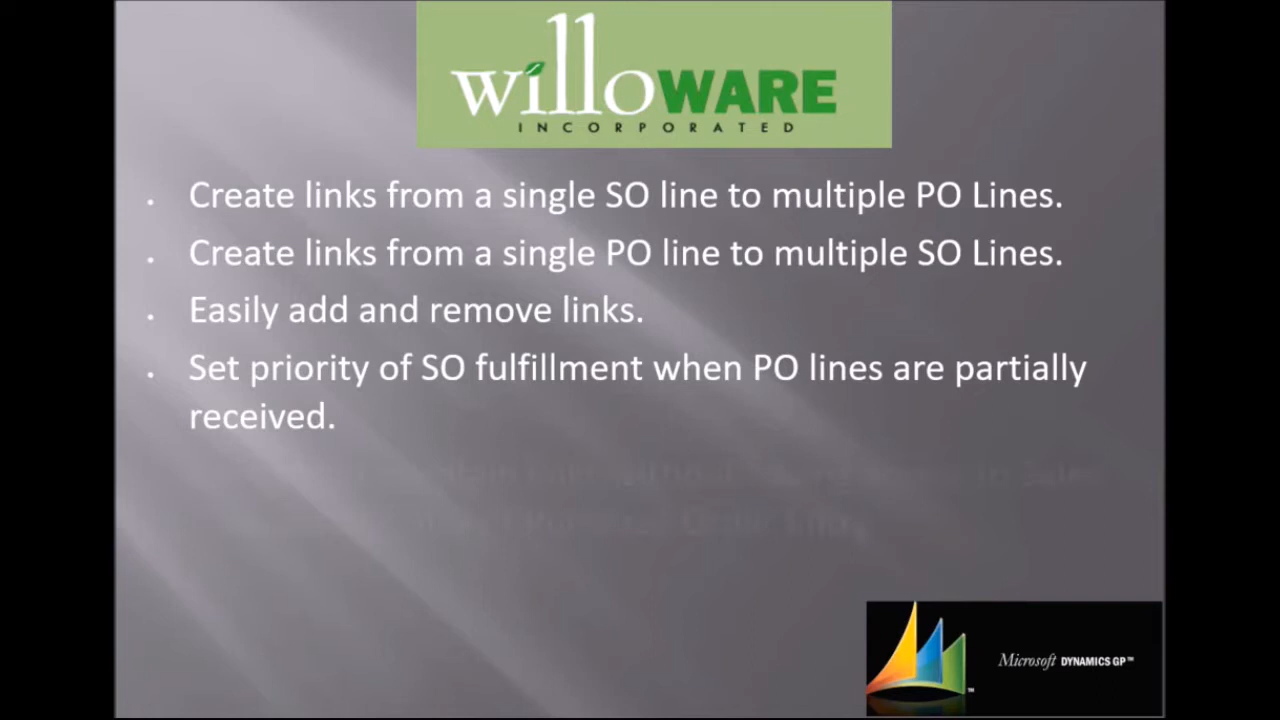 willoWARE
INCORPORATED
Create links from a single SO line to multiple PO Lines.
Create links from a single PO line to multiple SO Lines.
Easily add and remove links.
Set priority of SO fulfillment when PO lines are partially
received.
Microsoft DYNAMICS GP™